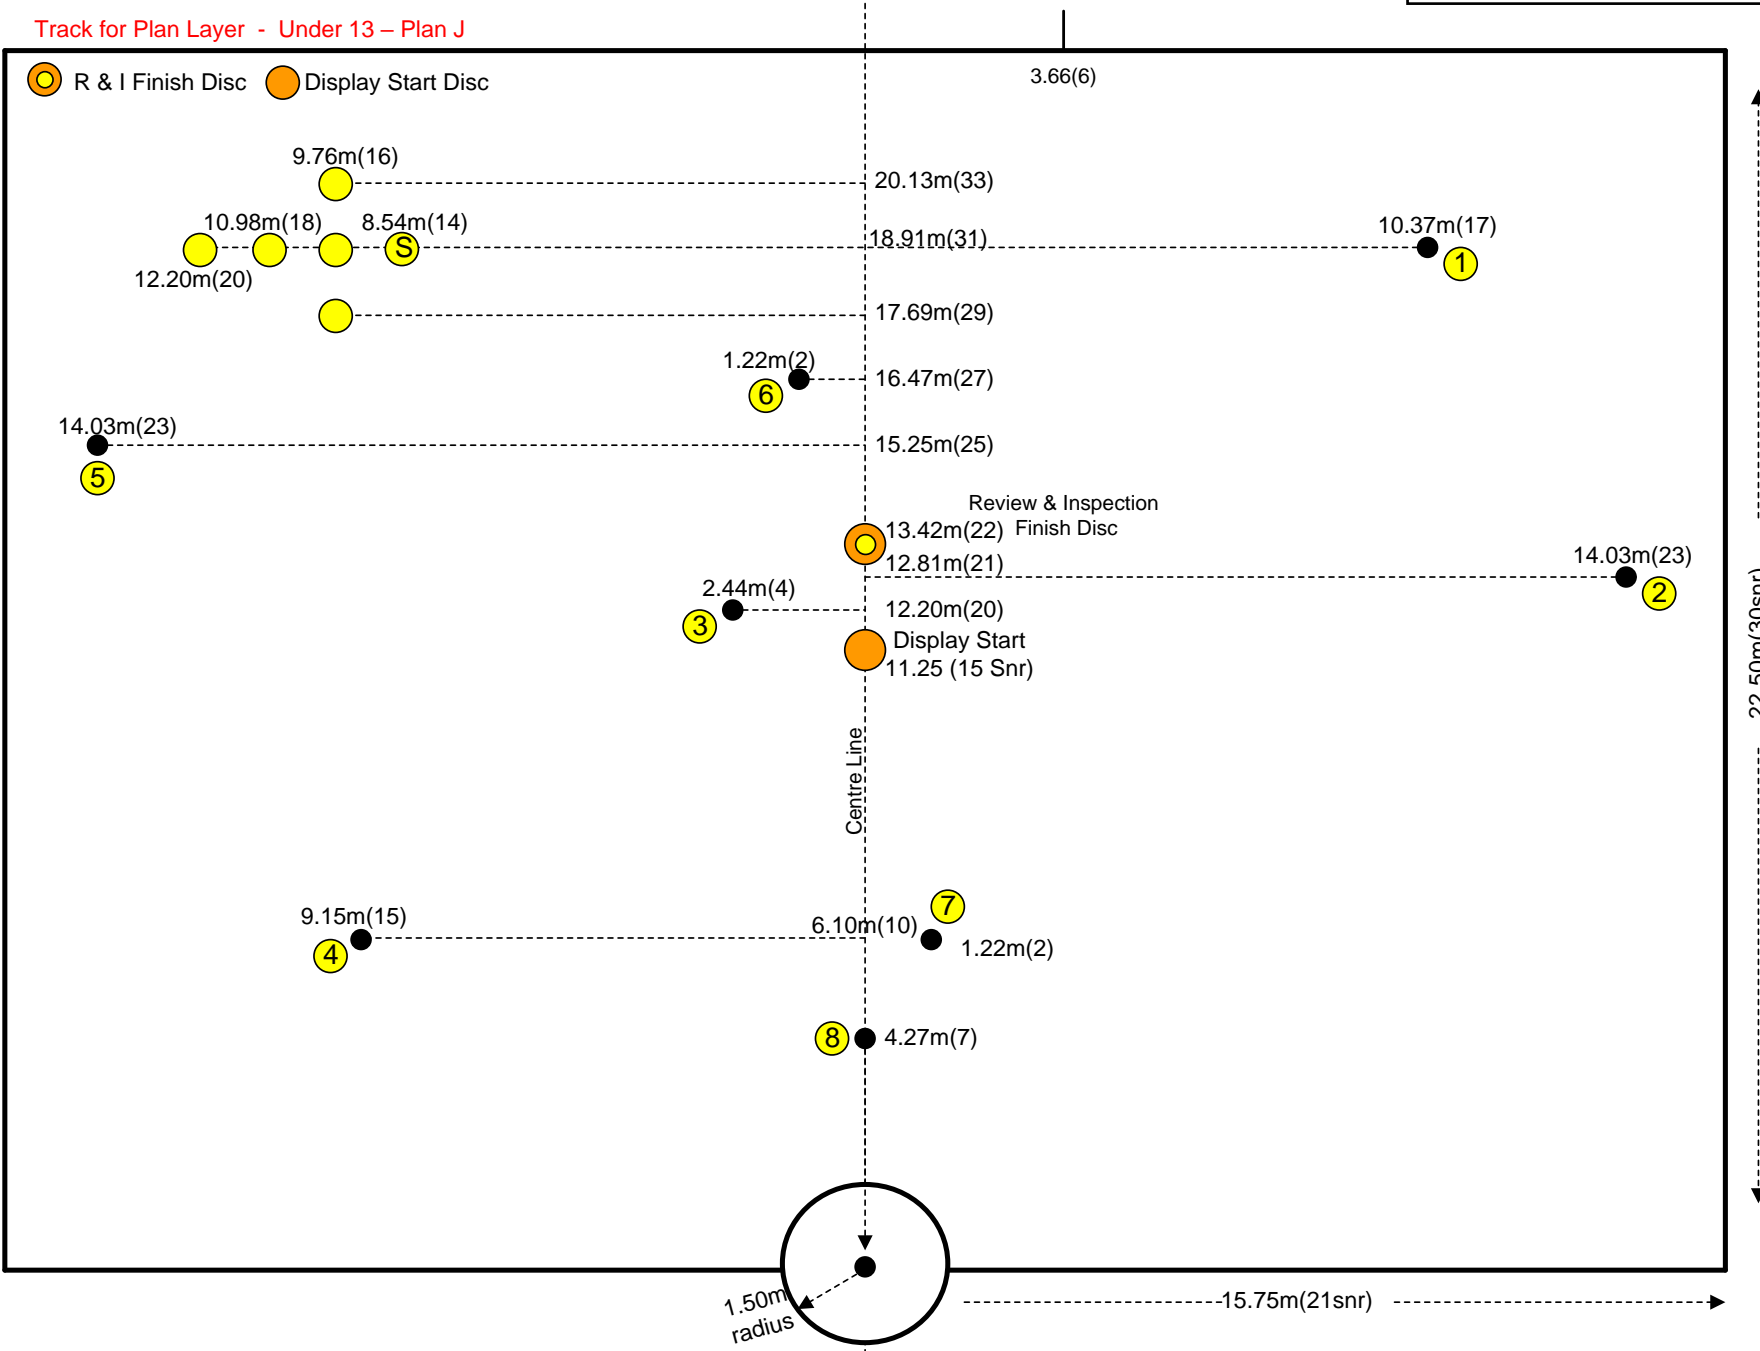 Track for Plan Layer - Under 13 – Plan J
R & I Finish Disc
Display Start Disc
3.66(6)
9.76m(16)
20.13m(33)
10.98m(18)
8.54m(14)
S
18.91m(31)
10.37m(17)
1
12.20m(20)
17.69m(29)
1.22m(2)
6
16.47m(27)
14.03m(23)
5
15.25m(25)
Review & Inspection
Finish Disc
13.42m(22)
12.81m(21)
14.03m(23)
2
2.44m(4)
3
12.20m(20)
Display Start
11.25 (15 Snr)
22.50m(30snr)
Centre Line
7
9.15m(15)
4
6.10m(10)
1.22m(2)
8
4.27m(7)
1.50m
radius
15.75m(21snr)